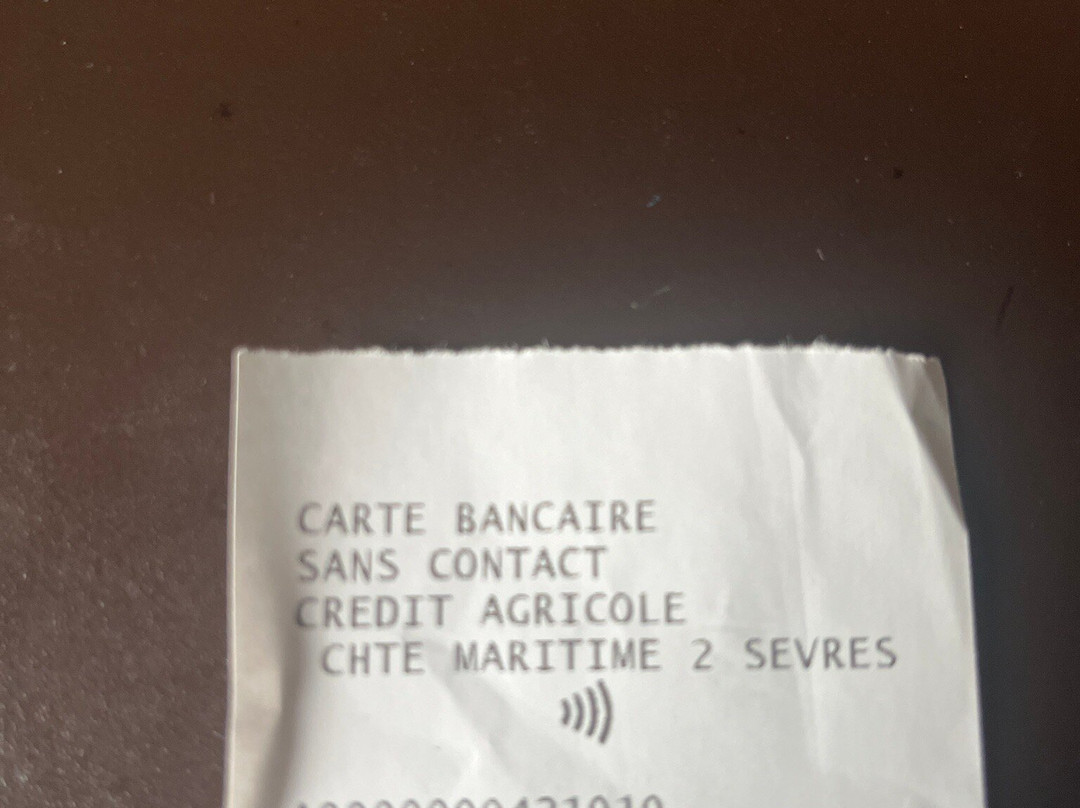 CARTE BANCAIRE
SANS CONTACT
CREDIT AGRICOLE
CHTE MARITIME 2 SEVRES